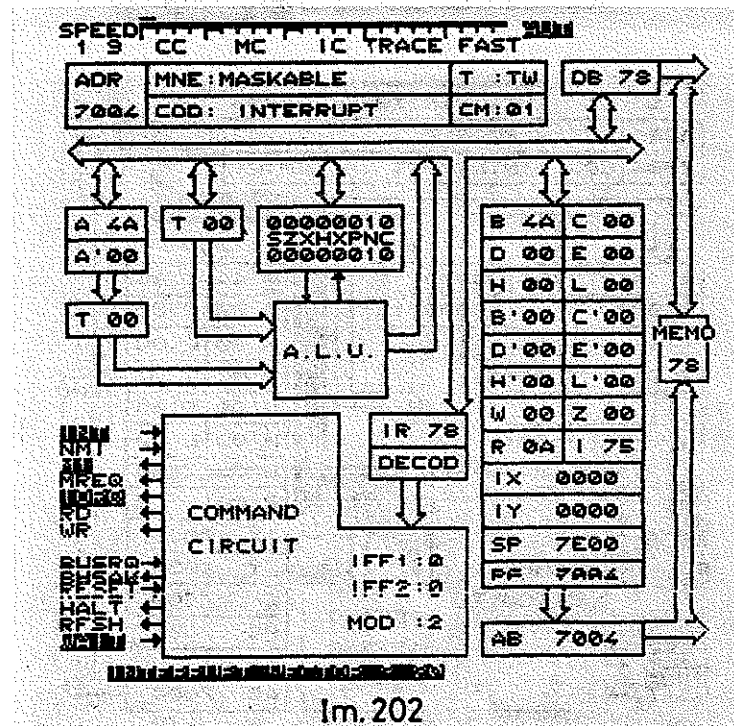 SPEED
1 9 CC MC IC TRACE FAST
ADR MNE:MASKABLE T :TW DB 78
7004 COD: INTERRUPT CM:01
A 4A T 00 00000010 B 4A C 00
SZXHXPNC
A'00 00000010 D 00 E 00
H 00 L 00
T 00 B'00 C'00 MEMO
A.L.U. D'00 E'00 78
H'00 L'00
IR 78 W 00 Z 00
NMI DECOD R 0A I 75
MREQ IX 0000
RD COMMAND IY 0000
WR CIRCUIT SP 7E00
BUSRQ IFF1:0
BUSAK IFF2:0
HALT
RFSH MOD :2 AB 7004
Im. 202